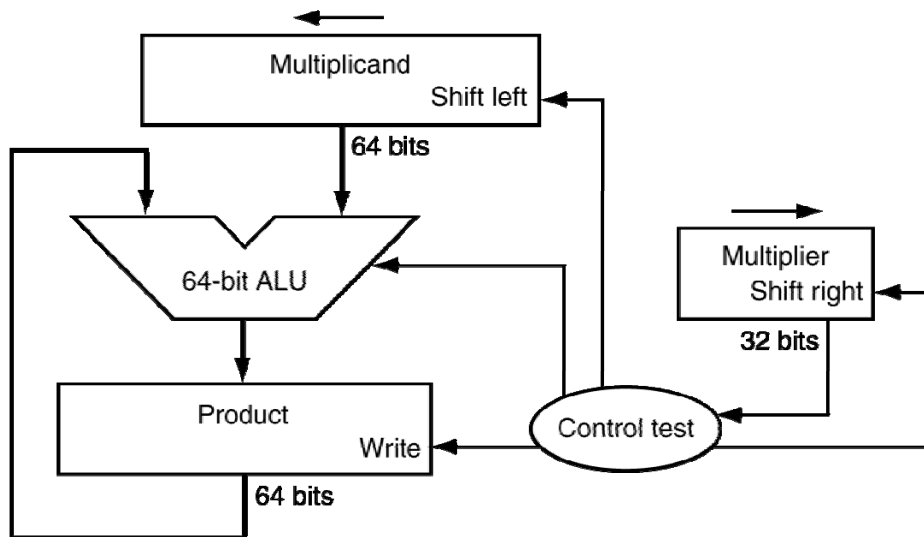 Multiplicand
Shift left
64 bits
64-bit ALU
Multiplier
Shift right
32 bits
Product
Write
Control test
64 bits